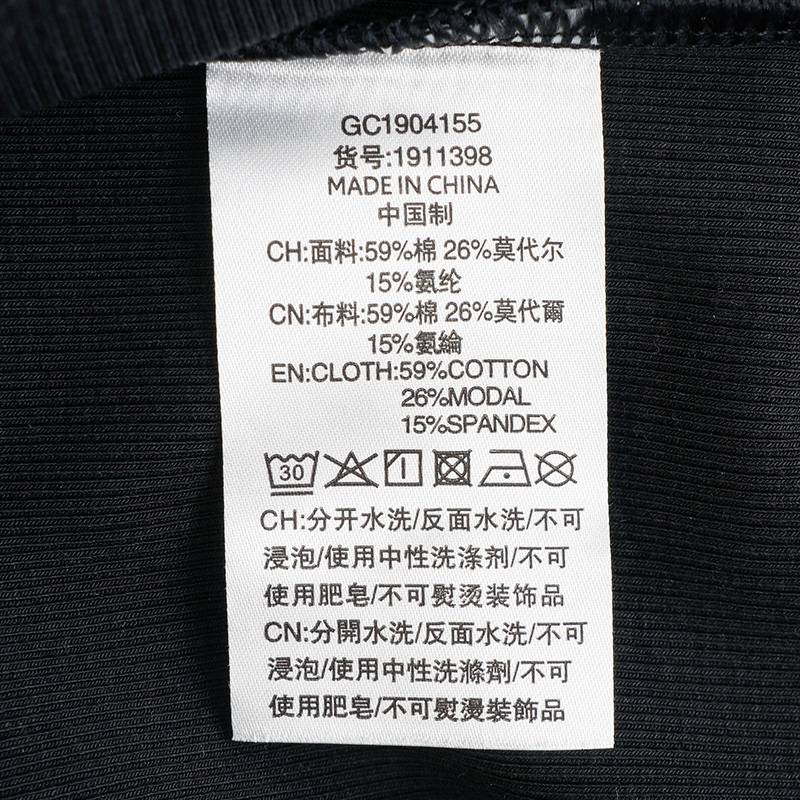 GC1904155
货号:1911398
MADE IN CHINA
中国制
CH:面料:59%棉 26%莫代尔
15%氨纶
CN:布料:59%棉 26%莫代爾
15%氨綸
EN:CLOTH:59%COTTON
26%MODAL
15%SPANDEX
30
CH:分开水洗/反面水洗/不可
浸泡/使用中性洗涤剂/不可
使用肥皂/不可熨烫装饰品
CN:分開水洗/反面水洗/不可
浸泡/使用中性洗滌劑/不可
使用肥皂/不可熨燙裝飾品